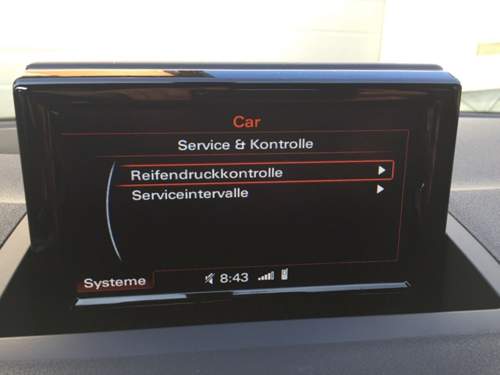 Car
Service & Kontrolle
Reifendruckkontrolle
Serviceintervalle
Systeme
8:43